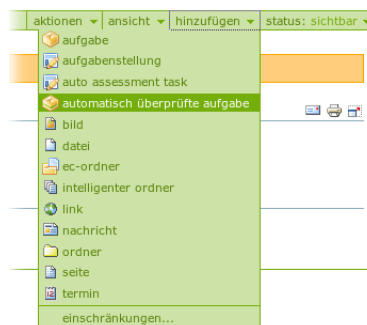 aktionen ansicht hinzufügen status: sichtbar
aufgabe
aufgabenstellung
auto assessment task
automatisch überprüfte aufgabe
bild
datei
ec-ordner
intelligenter ordner
link
nachricht
ordner
seite
termin
einschränkungen...